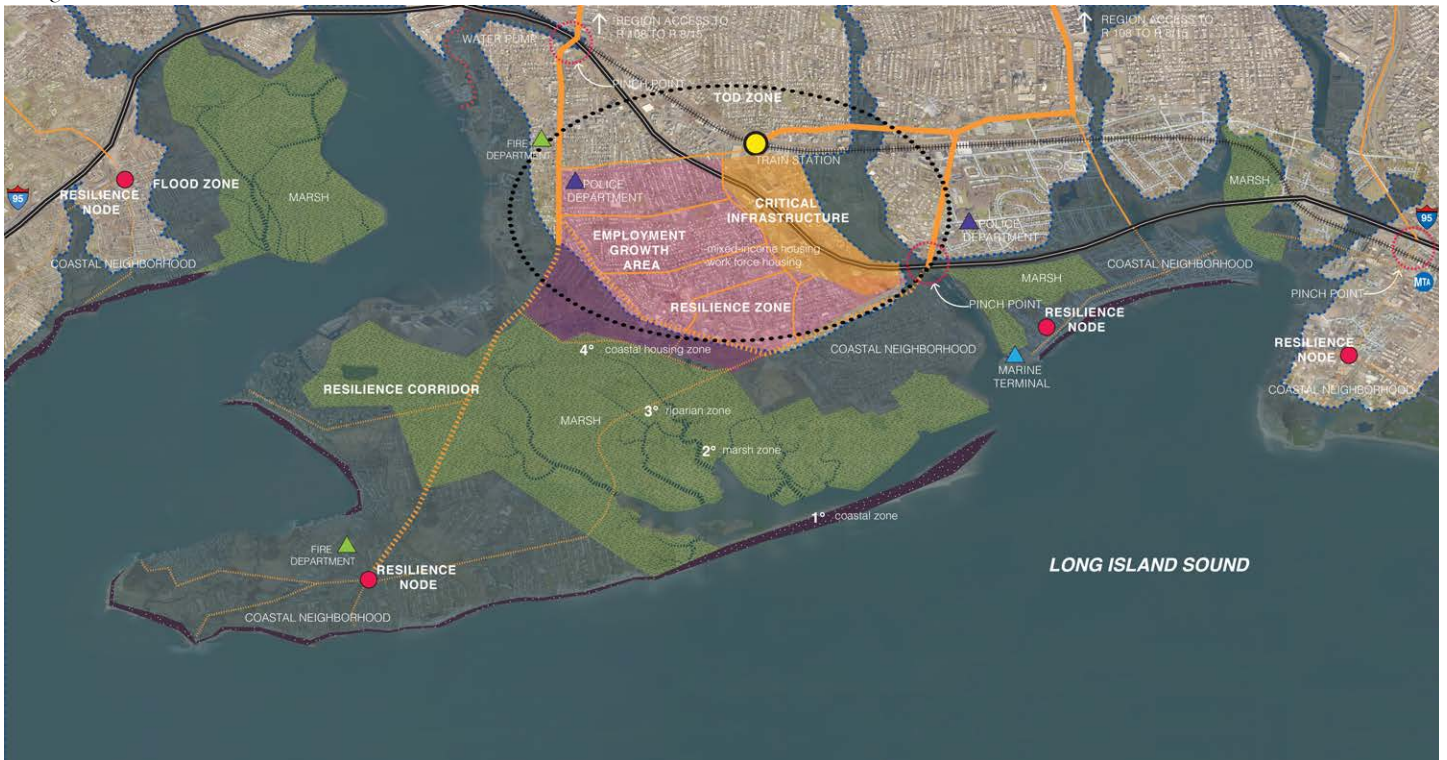 WATER PUMP
REGION ACCESS TO
R 108 TO R 8/15
REGION ACCESS TO
R 108 TO R 8/15
PINCH POINT
TOD ZONE
FIRE
DEPARTMENT
TRAIN STATION
95
RESILIENCE
NODE
FLOOD ZONE
MARSH
POLICE
DEPARTMENT
CRITICAL
INFRASTRUCTURE
MARSH
95
EMPLOYMENT
GROWTH
AREA
-mixed-income housing
-work force housing
POLICE
DEPARTMENT
COASTAL NEIGHBORHOOD
COASTAL NEIGHBORHOOD
MARSH
MTA
PINCH POINT
RESILIENCE ZONE
PINCH POINT
RESILIENCE
NODE
4° coastal housing zone
COASTAL NEIGHBORHOOD
MARINE
TERMINAL
RESILIENCE
NODE
COASTAL NEIGHBORHOOD
RESILIENCE CORRIDOR
3° riparian zone
MARSH
2° marsh zone
1° coastal zone
FIRE
DEPARTMENT
RESILIENCE
NODE
COASTAL NEIGHBORHOOD
LONG ISLAND SOUND